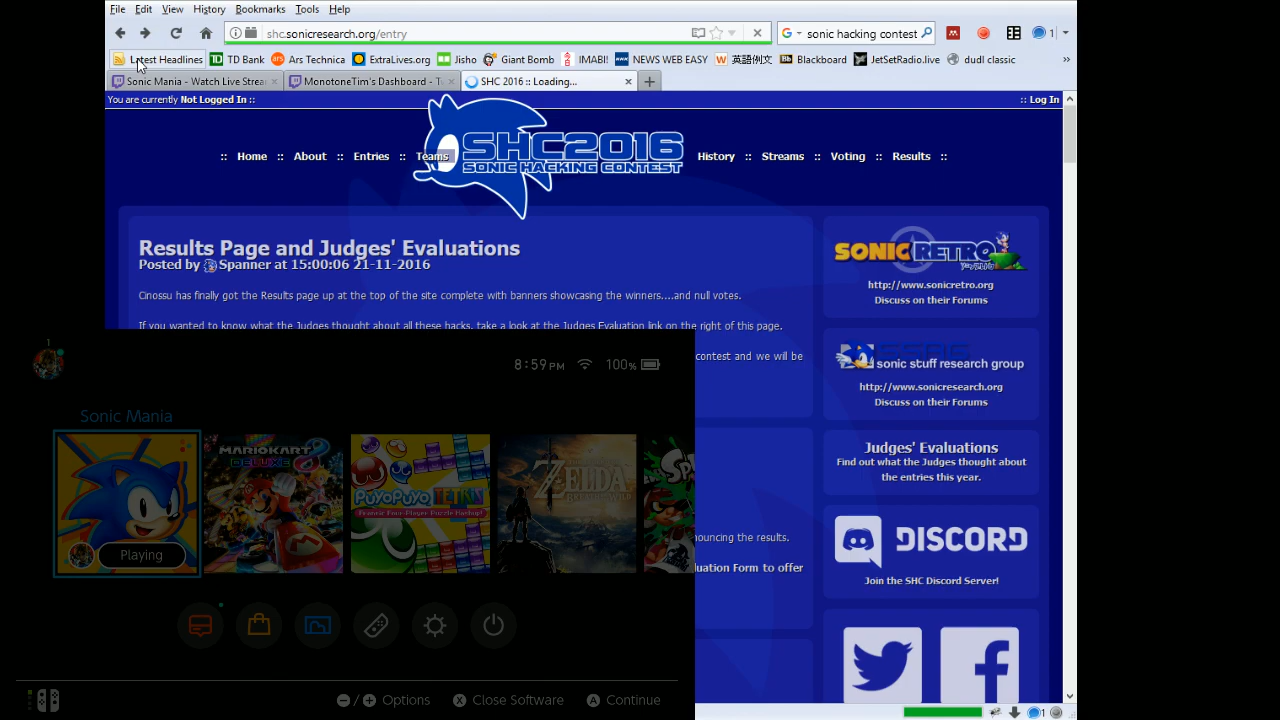 File Edit View History Bookmarks Tools Help
shc.sonicresearch.org/entry
sonic hacking contest
1
Latest Headlines TD Bank Ars Technica ExtraLives.org Jisho Giant Bomb IMABI NEWS WEB EASY 英語例文 Blackboard JetSetRadio.live dudl classic »
Sonic Mania - Watch Live Strea
MonotoneTim's Dashboard - T
SHC 2016 :: Loading...
You are currently Not Logged In ::
:: Log In
:: Home :: About :: Entries :: Teams
SHC2016
SONIC HACKING CONTEST
History :: Streams :: Voting :: Results ::
Results Page and Judges' Evaluations
Posted by Spanner at 15:00:06 21-11-2016
Cinossu has finally got the Results page up at the top of the site complete with banners showcasing the winners....and null votes.
If you wanted to know what the Judges thought about all these hacks, take a look at the Judges Evaluation link on the right of this page.
contest and we will be
nouncing the results.
luation Form to offer
SONIC RETRO
http://www.sonicretro.org
Discuss on their Forums
sonic stuff research group
http://www.sonicresearch.org
Discuss on their Forums
Judges' Evaluations
Find out what the Judges thought about
the entries this year.
DISCORD
Join the SHC Discord Server!
1
8:59PM 100%
Sonic Mania
Playing
MARIOKART 8
DELUXE
PUYOPUYO TETRIS
THE LEGEND OF
ZELDA
BREATH OF THE WILD
SPL
−/+ Options X Close Software A Continue
1